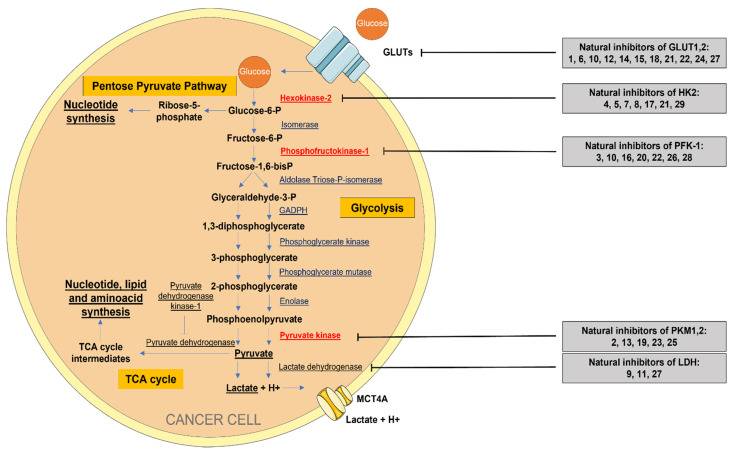 Glucose
GLUTs
Natural inhibitors of GLUT1,2:
1, 6, 10, 12, 14, 15, 18, 21, 22, 24, 27
Glucose
Pentose Pyruvate Pathway
Hexokinase-2
Natural inhibitors of HK2:
4, 5, 7, 8, 17, 21, 29
Nucleotide
synthesis
Ribose-5-
phosphate
Glucose-6-P
Isomerase
Fructose-6-P
Phosphofructokinase-1
Natural inhibitors of PFK-1:
3, 10, 16, 20, 22, 26, 28
Fructose-1,6-bisP
Aldolase Triose-P-isomerase
Glyceraldehyde-3-P
GADPH
Glycolysis
1,3-diphosphoglycerate
Phosphoglycerate kinase
3-phosphoglycerate
Phosphoglycerate mutase
Nucleotide, lipid
and aminoacid
synthesis
Pyruvate
dehydrogenase
kinase-1
2-phosphoglycerate
Enolase
Phosphoenolpyruvate
Pyruvate kinase
Natural inhibitors of PKM1,2:
2, 13, 19, 23, 25
TCA cycle
intermediates
Pyruvate dehydrogenase
Pyruvate
Lactate dehydrogenase
Natural inhibitors of LDH:
9, 11, 27
TCA cycle
Lactate + H+
MCT4A
Lactate + H+
CANCER CELL